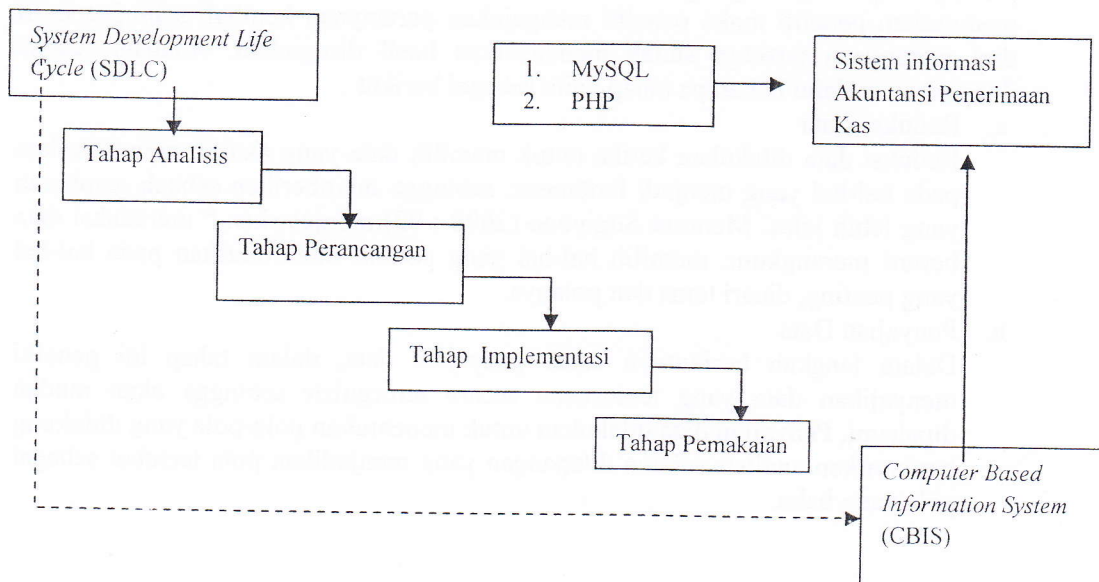 System Development Life
Cycle (SDLC)
1. MySQL
2. PHP
Sistem informasi
Akuntansi Penerimaan
Kas
Tahap Analisis
Tahap Perancangan
Tahap Implementasi
Tahap Pemakaian
Computer Based
Information System
(CBIS)